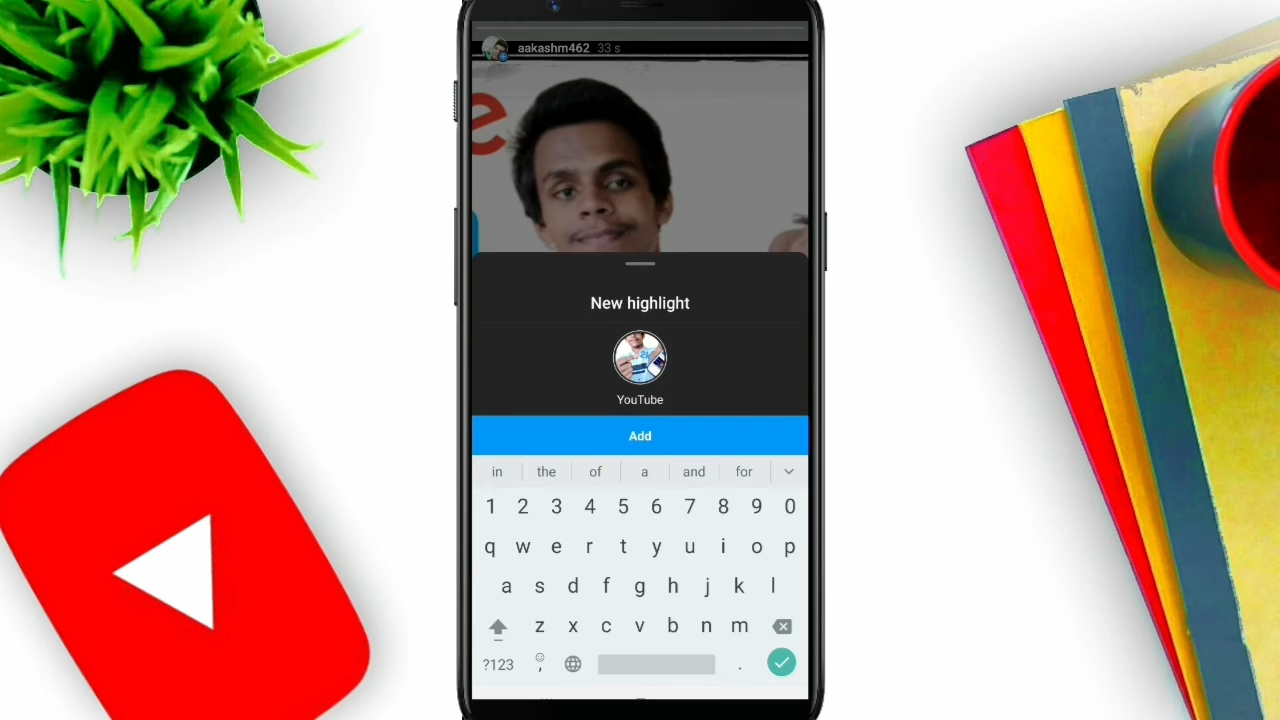 aakashm462 33 s
e
New highlight
YouTube
Add
in the of a and for
1 2 3 4 5 6 7 8 9 0
q w e r t y u i o p
a s d f g h j k l
z x c v b n m
?123 , .